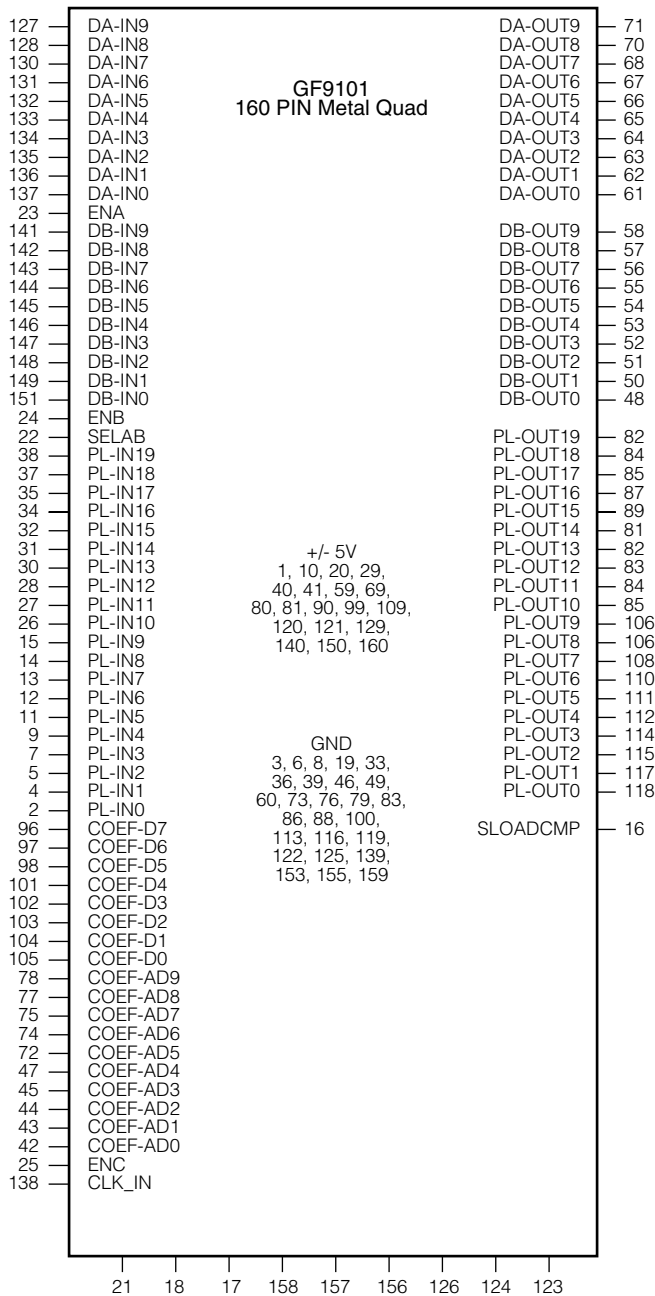 GF9101
160 PIN Metal Quad
127 DA-IN9 DA-OUT9 71
128 DA-IN8 DA-OUT8 70
130 DA-IN7 DA-OUT7 68
131 DA-IN6 DA-OUT6 67
132 DA-IN5 DA-OUT5 66
133 DA-IN4 DA-OUT4 65
134 DA-IN3 DA-OUT3 64
135 DA-IN2 DA-OUT2 63
136 DA-IN1 DA-OUT1 62
137 DA-IN0 DA-OUT0 61
23 ENA
141 DB-IN9 DB-OUT9 58
142 DB-IN8 DB-OUT8 57
143 DB-IN7 DB-OUT7 56
144 DB-IN6 DB-OUT6 55
145 DB-IN5 DB-OUT5 54
146 DB-IN4 DB-OUT4 53
147 DB-IN3 DB-OUT3 52
148 DB-IN2 DB-OUT2 51
149 DB-IN1 DB-OUT1 50
151 DB-IN0 DB-OUT0 48
24 ENB
22 SELAB PL-OUT19 82
38 PL-IN19 PL-OUT18 84
37 PL-IN18 PL-OUT17 85
35 PL-IN17 PL-OUT16 87
34 PL-IN16 PL-OUT15 89
32 PL-IN15 PL-OUT14 81
31 PL-IN14 PL-OUT13 82
30 PL-IN13 PL-OUT12 83
28 PL-IN12 PL-OUT11 84
27 PL-IN11 PL-OUT10 85
26 PL-IN10 PL-OUT9 106
15 PL-IN9 PL-OUT8 106
14 PL-IN8 PL-OUT7 108
13 PL-IN7 PL-OUT6 110
12 PL-IN6 PL-OUT5 111
11 PL-IN5 PL-OUT4 112
9 PL-IN4 PL-OUT3 114
7 PL-IN3 PL-OUT2 115
5 PL-IN2 PL-OUT1 117
4 PL-IN1 PL-OUT0 118
2 PL-IN0
96 COEF-D7 SLOADCMP 16
97 COEF-D6
98 COEF-D5
101 COEF-D4
102 COEF-D3
103 COEF-D2
104 COEF-D1
105 COEF-D0
78 COEF-AD9
77 COEF-AD8
75 COEF-AD7
74 COEF-AD6
72 COEF-AD5
47 COEF-AD4
45 COEF-AD3
44 COEF-AD2
43 COEF-AD1
42 COEF-AD0
25 ENC
138 CLK_IN
+/- 5V
1, 10, 20, 29,
40, 41, 59, 69,
80, 81, 90, 99, 109,
120, 121, 129,
140, 150, 160
GND
3, 6, 8, 19, 33,
36, 39, 46, 49,
60, 73, 76, 79, 83,
86, 88, 100,
113, 116, 119,
122, 125, 139,
153, 155, 159
21 18 17 158 157 156 126 124 123